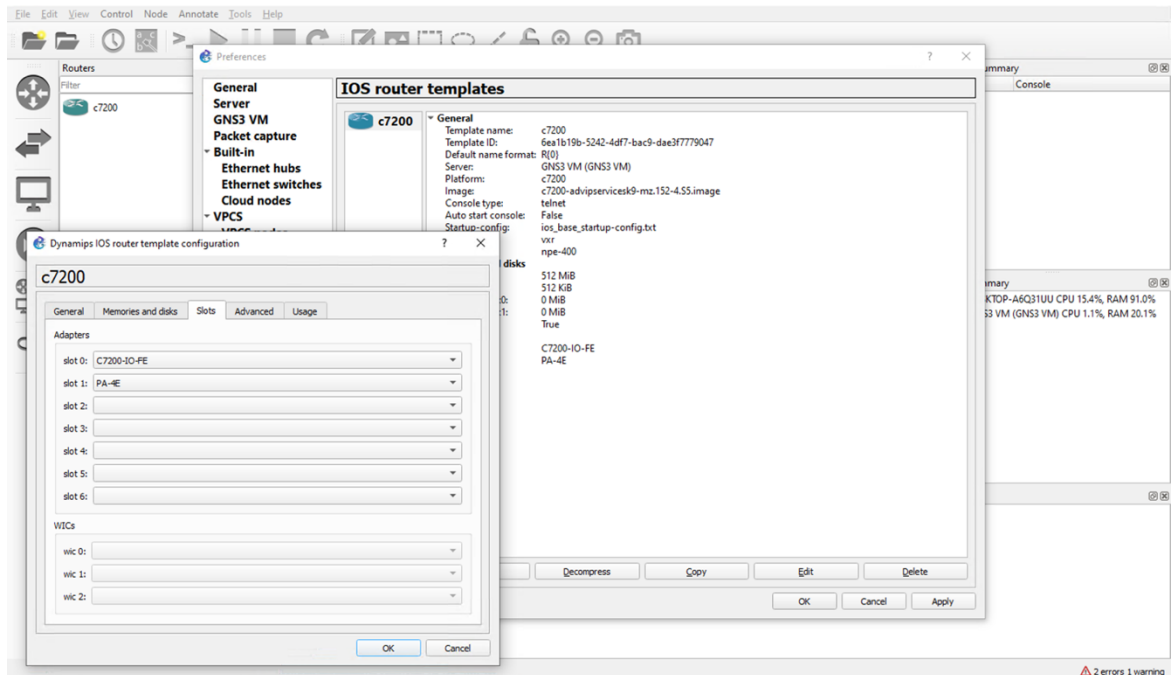 File Edit View Control Node Annotate Tools Help
Preferences
? ×
Routers
Filter
c7200
General
Server
GNS3 VM
Packet capture
Built-in
Ethernet hubs
Ethernet switches
Cloud nodes
VPCS
IOS router templates
c7200
General
Template name: c7200
Template ID: 6ea1b19b-5242-4df7-bac9-dae3f7779047
Default name format: R{0}
Server: GNS3 VM (GNS3 VM)
Platform: c7200
Image: c7200-advipservicesk9-mz.152-4.S5.image
Console type: telnet
Auto start console: False
Startup-config: ios_base_startup-config.txt
vxr
npe-400
disks
512 MiB
512 KiB
0: 0 MiB
1: 0 MiB
True
C7200-IO-FE
PA-4E
Decompress Copy Edit Delete
OK Cancel Apply
ummary
Console
mary
KTOP-A6Q31UU CPU 15.4%, RAM 91.0%
S3 VM (GNS3 VM) CPU 1.1%, RAM 20.1%
Dynamips IOS router template configuration
? ×
c7200
General Memories and disks Slots Advanced Usage
Adapters
slot 0: C7200-IO-FE
slot 1: PA-4E
slot 2:
slot 3:
slot 4:
slot 5:
slot 6:
WICs
wic 0:
wic 1:
wic 2:
OK Cancel
2 errors 1 warning